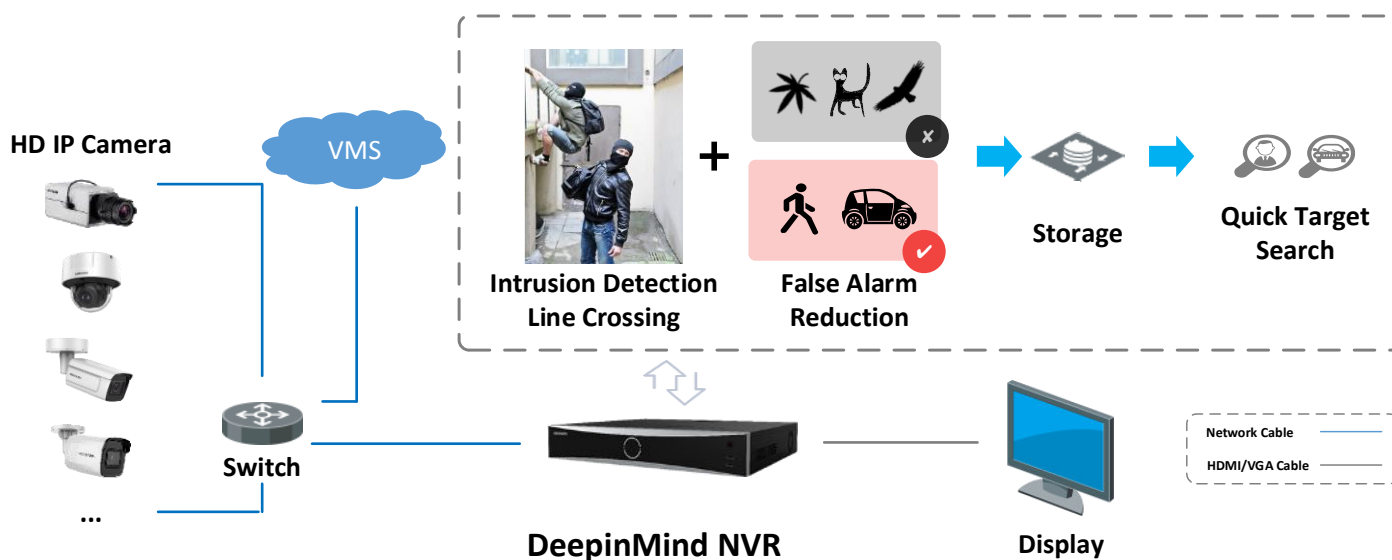 HD IP Camera
VMS
Intrusion Detection
Line Crossing
+
False Alarm
Reduction
Storage
Quick Target
Search
Switch
...
DeepinMind NVR
Display
Network Cable
HDMI/VGA Cable